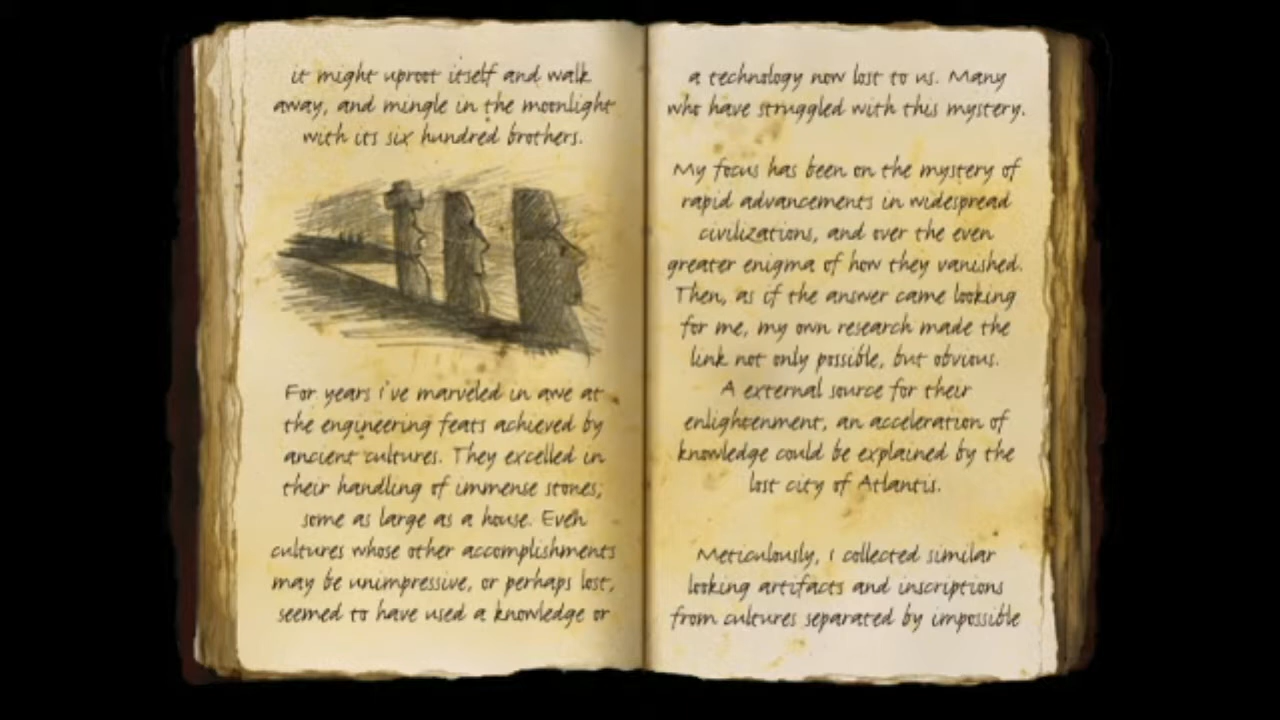 it might uproot itself and walk
away, and mingle in the moonlight
with its six hundred brothers.
For years i've marveled in awe at
the engineering feats achieved by
ancient cultures. They excelled in
their handling of immense stones;
some as large as a house. Even
cultures whose other accomplishments
may be unimpressive, or perhaps lost,
seemed to have used a knowledge or
a technology now lost to us. Many
who have struggled with this mystery.
My focus has been on the mystery of
rapid advancements in widespread
civilizations, and over the even
greater enigma of how they vanished.
Then, as if the answer came looking
for me, my own research made the
link not only possible, but obvious.
A external source for their
enlightenment, an acceleration of
knowledge could be explained by the
lost city of Atlantis.
Meticulously, I collected similar
looking artifacts and inscriptions
from cultures separated by impossible